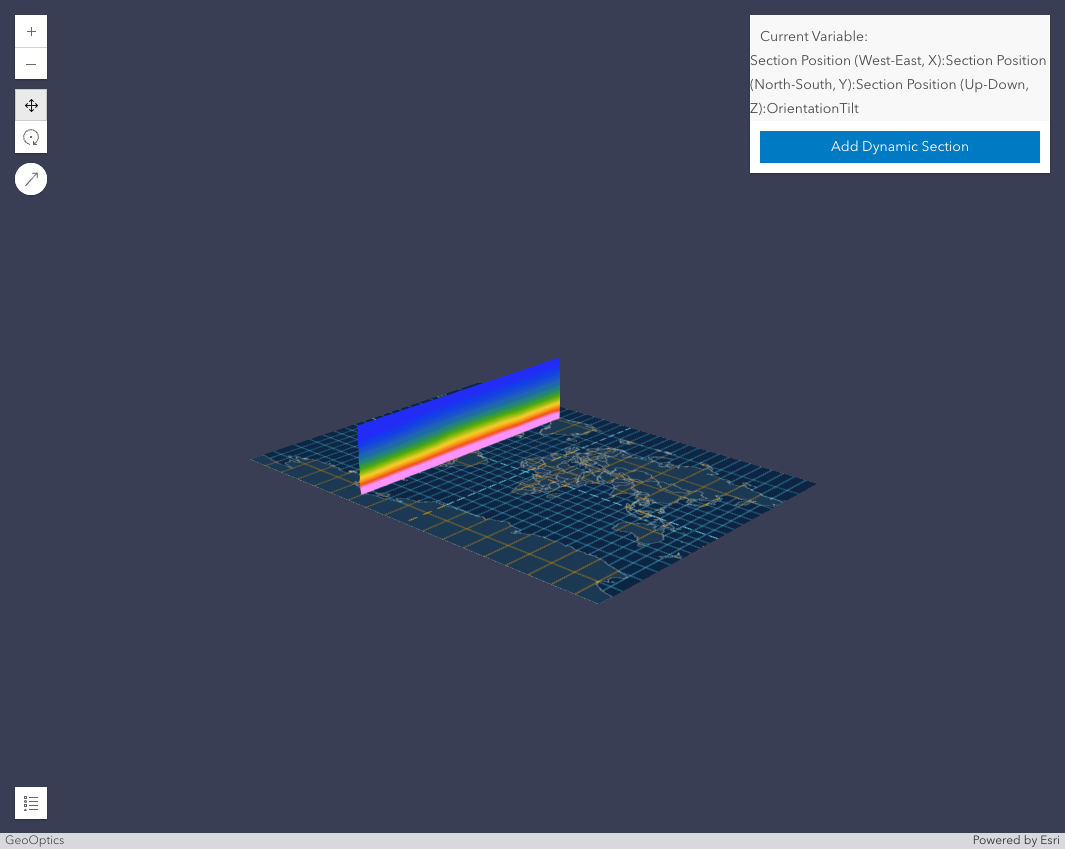 Current Variable:
Section Position (West-East, X):Section Position
(North-South, Y):Section Position (Up-Down,
Z):OrientationTilt
Add Dynamic Section
GeoOptics
Powered by Esri